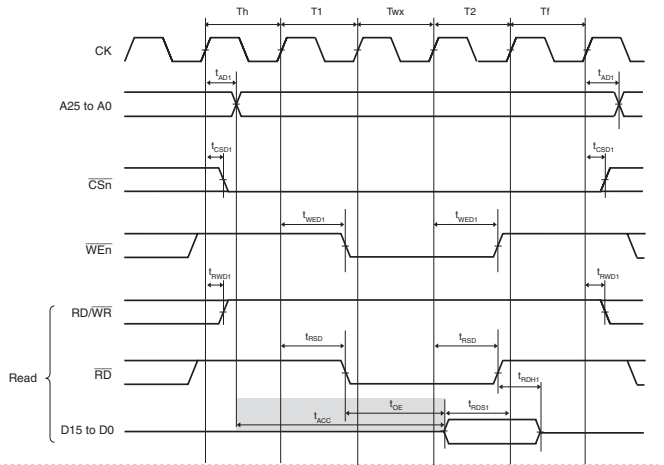 Th T1 Twx T2 Tf
CK
tAD1 tAD1
A25 to A0
tCSD1 tCSD1
CSn
tWED1 tWED1
WEn
tRWD1 tRWD1
RD/WR
tRSD tRSD
RD
tRDH1
Read
tOE tRDS1
tACC
D15 to D0